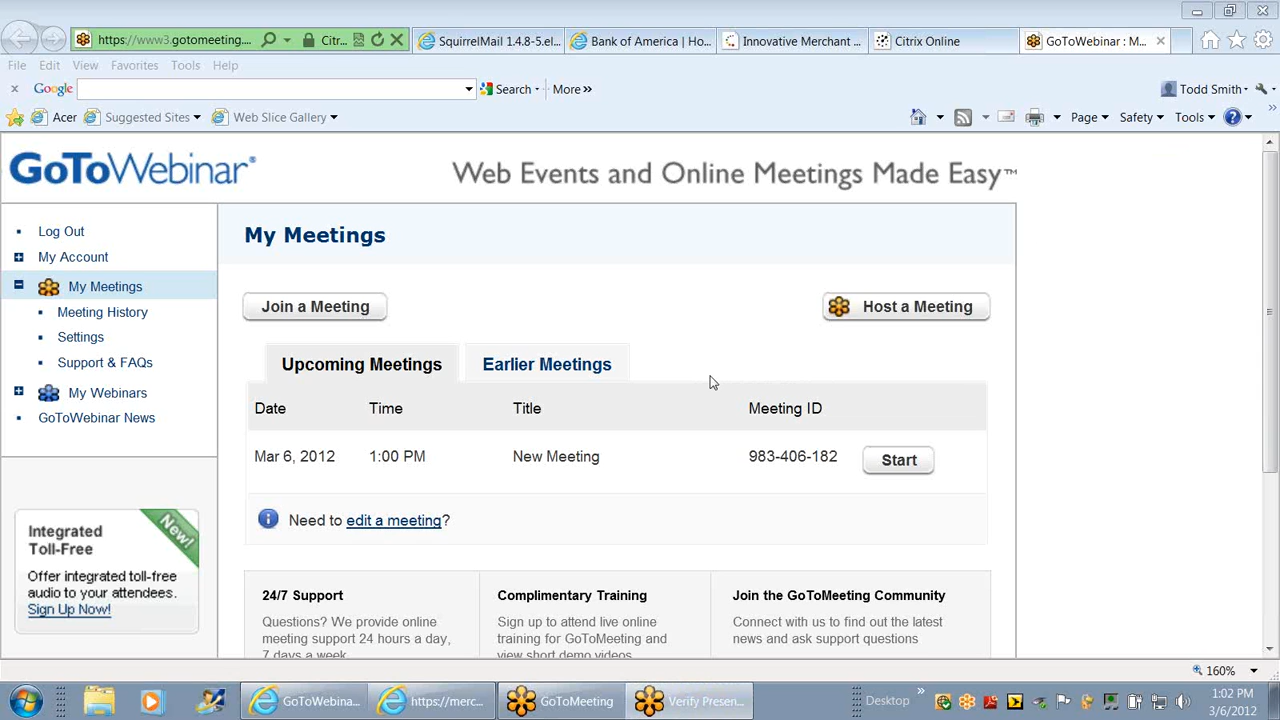 https://www3.gotomeeting....
Citr...
SquirrelMail 1.4.8-5.el...
Bank of America | Ho...
Innovative Merchant ...
Citrix Online
GoToWebinar : M...
File Edit View Favorites Tools Help
Google
Search
More »
Todd Smith
Acer
Suggested Sites
Web Slice Gallery
Page
Safety
Tools
GoToWebinar®
Web Events and Online Meetings Made Easy™
Log Out
My Account
My Meetings
Meeting History
Settings
Support & FAQs
My Webinars
GoToWebinar News
Integrated
Toll-Free
New!
Offer integrated toll-free
audio to your attendees.
Sign Up Now!
My Meetings
Join a Meeting
Host a Meeting
Upcoming Meetings
Earlier Meetings
Date Time Title Meeting ID
Mar 6, 2012 1:00 PM New Meeting 983-406-182 Start
Need to edit a meeting?
24/7 Support
Questions? We provide online
meeting support 24 hours a day,
7 days a week.
Complimentary Training
Sign up to attend live online
training for GoToMeeting and
view short demo videos.
Join the GoToMeeting Community
Connect with us to find out the latest
news and ask support questions
160%
GoToWebina...
https://merc...
GoToMeeting
Verify Presen...
Desktop
»
1:02 PM
3/6/2012